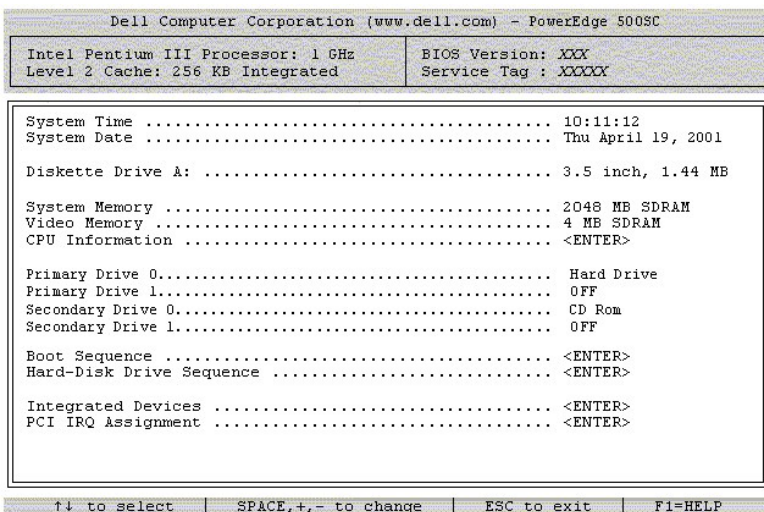 Dell Computer Corporation (www.dell.com) - PowerEdge 500SC
Intel Pentium III Processor: 1 GHz
Level 2 Cache: 256 KB Integrated
BIOS Version: XXX
Service Tag : XXXXX
System Time ............................................ 10:11:12
System Date ............................................ Thu April 19, 2001
Diskette Drive A: ...................................... 3.5 inch, 1.44 MB
System Memory .......................................... 2048 MB SDRAM
Video Memory ........................................... 4 MB SDRAM
CPU Information ........................................ <ENTER>
Primary Drive 0........................................... Hard Drive
Primary Drive 1........................................... OFF
Secondary Drive 0......................................... CD Rom
Secondary Drive 1......................................... OFF
Boot Sequence .......................................... <ENTER>
Hard-Disk Drive Sequence .............................. <ENTER>
Integrated Devices ..................................... <ENTER>
PCI IRQ Assignment ..................................... <ENTER>
↑↓ to select | SPACE,+,- to change | ESC to exit | F1=HELP